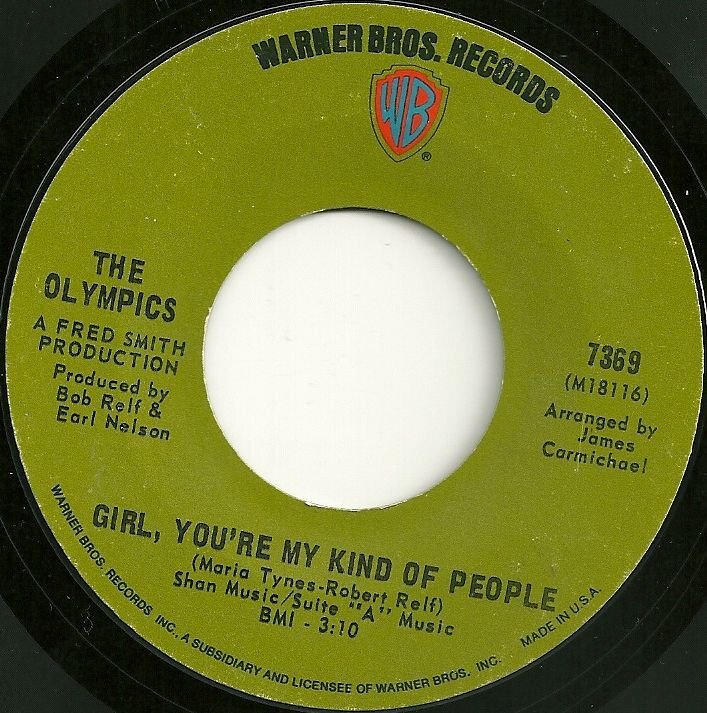 WARNER BROS. RECORDS
WB
®
THE
OLYMPICS
A FRED SMITH
PRODUCTION
Produced by
Bob Relf &
Earl Nelson
7369
(M18116)
Arranged by
James
Carmichael
GIRL, YOU'RE MY KIND OF PEOPLE
(Maria Tynes-Robert Relf)
Shan Music/Suite ""A"" Music
BMI - 3:10
WARNER BROS. RECORDS INC., A SUBSIDIARY AND LICENSEE OF WARNER BROS. INC.
MADE IN U.S.A.